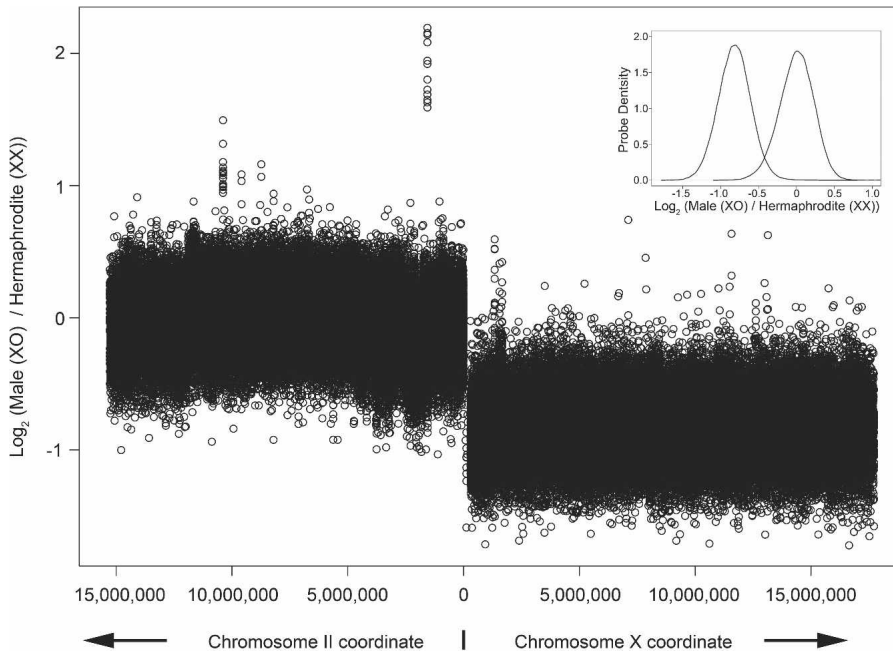 2
1
0
-1
Log2 (Male (XO) / Hermaphrodite (XX))
2.0
1.5
1.0
0.5
0.0
Probe Dentsity
-1.5 -1.0 -0.5 0 0.5 1.0
Log2 (Male (XO) / Hermaphrodite (XX))
15,000,000 10,000,000 5,000,000 0 5,000,000 10,000,000 15,000,000
Chromosome II coordinate Chromosome X coordinate